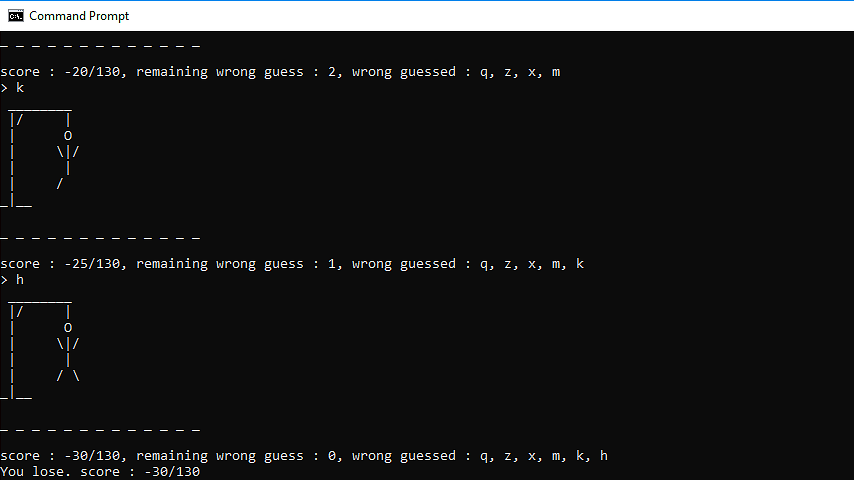 Command Prompt
_ _ _ _ _ _ _ _ _ _ _ _ _
score : -20/130, remaining wrong guess : 2, wrong guessed : q, z, x, m
> k
 ________
 |/     |
 |      O
 |     \|/
 |      |
 |     /
_|__
_ _ _ _ _ _ _ _ _ _ _ _ _
score : -25/130, remaining wrong guess : 1, wrong guessed : q, z, x, m, k
> h
 ________
 |/     |
 |      O
 |     \|/
 |      |
 |     / \
_|__
_ _ _ _ _ _ _ _ _ _ _ _ _
score : -30/130, remaining wrong guess : 0, wrong guessed : q, z, x, m, k, h
You lose. score : -30/130